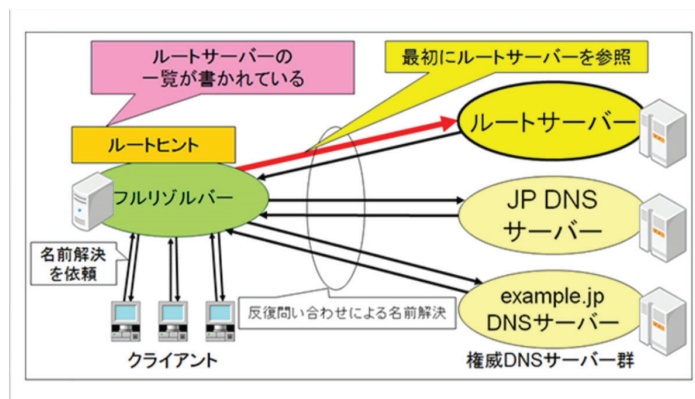 ルートサーバーの
一覧が書かれている
最初にルートサーバーを参照
ルートヒント
ルートサーバー
フルリゾルバー
JP DNS
サーバー
名前解決
を依頼
example.jp
DNSサーバー
反復問い合わせによる名前解決
クライアント
権威DNSサーバー群